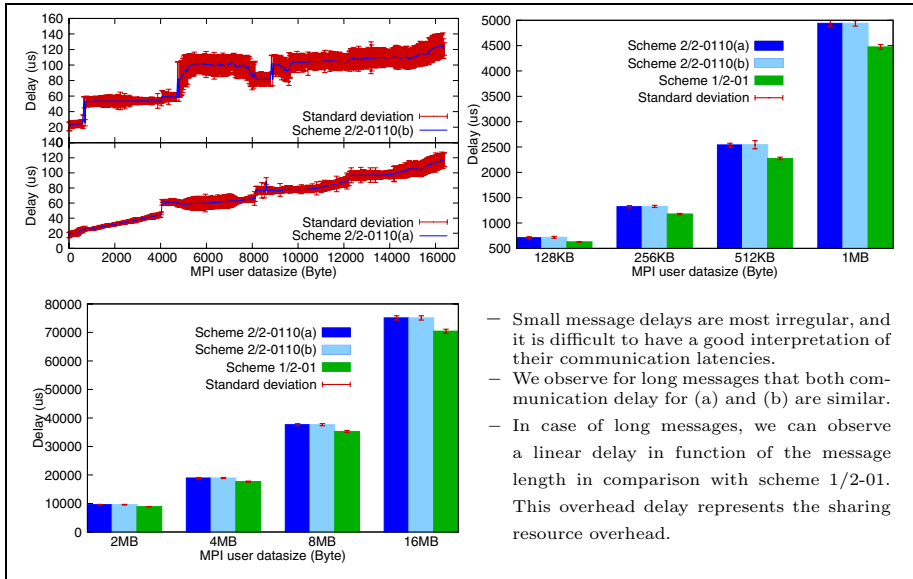 140
120
100
80
60
40
20
0
Delay (us)
Standard deviation
Scheme 2/2-0110(b)
140
120
100
80
60
40
20
0
Delay (us)
Standard deviation
Scheme 2/2-0110(a)
0 2000 4000 6000 8000 10000 12000 14000 16000
MPI user datasize (Byte)
5000
4500
4000
3500
3000
2500
2000
1500
1000
500
Delay (us)
Scheme 2/2-0110(a)
Scheme 2/2-0110(b)
Scheme 1/2-01
Standard deviation
128KB 256KB 512KB 1MB
MPI user datasize (Byte)
80000
70000
60000
50000
40000
30000
20000
10000
0
Delay (us)
Scheme 2/2-0110(a)
Scheme 2/2-0110(b)
Scheme 1/2-01
Standard deviation
2MB 4MB 8MB 16MB
MPI user datasize (Byte)
– Small message delays are most irregular, and
it is difficult to have a good interpretation of
their communication latencies.
– We observe for long messages that both com-
munication delay for (a) and (b) are similar.
– In case of long messages, we can observe
a linear delay in function of the message
length in comparison with scheme 1/2-01.
This overhead delay represents the sharing
resource overhead.